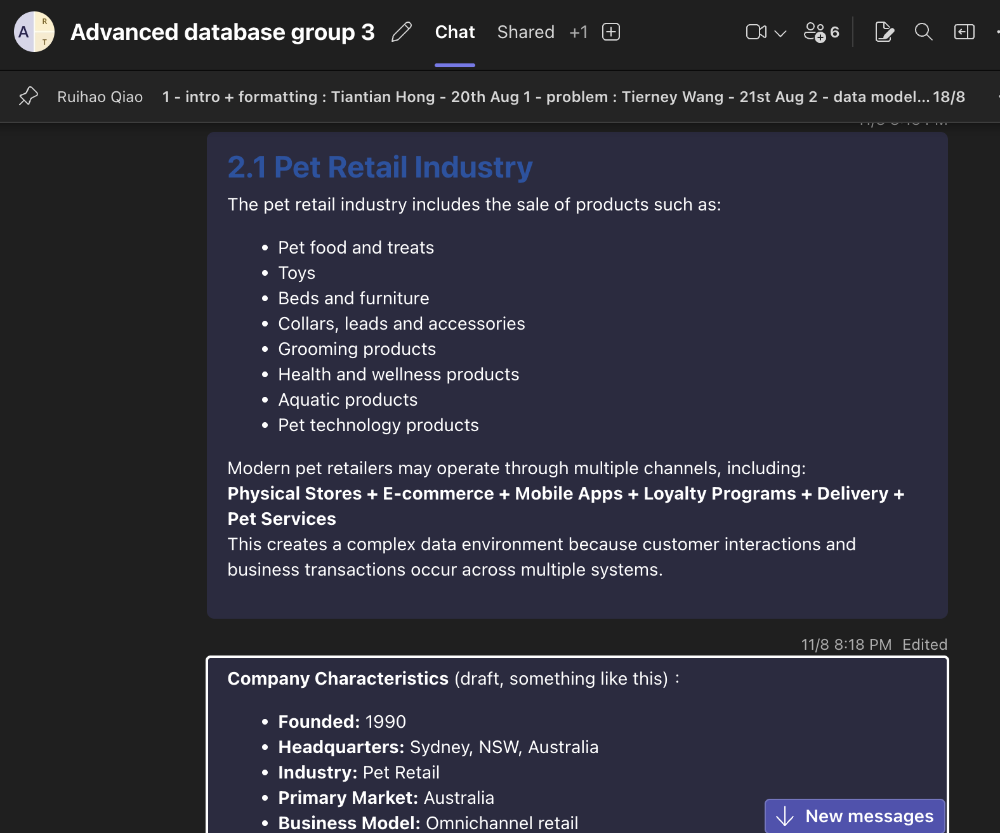 A R T
Advanced database group 3 Chat Shared +1 6
Ruihao Qiao 1 - intro + formatting : Tiantian Hong - 20th Aug 1 - problem : Tierney Wang - 21st Aug 2 - data model... 18/8
2.1 Pet Retail Industry
The pet retail industry includes the sale of products such as:
• Pet food and treats
• Toys
• Beds and furniture
• Collars, leads and accessories
• Grooming products
• Health and wellness products
• Aquatic products
• Pet technology products
Modern pet retailers may operate through multiple channels, including:
Physical Stores + E-commerce + Mobile Apps + Loyalty Programs + Delivery +
Pet Services
This creates a complex data environment because customer interactions and
business transactions occur across multiple systems.
11/8 8:18 PM Edited
Company Characteristics (draft, something like this) :
• Founded: 1990
• Headquarters: Sydney, NSW, Australia
• Industry: Pet Retail
• Primary Market: Australia
• Business Model: Omnichannel retail
New messages